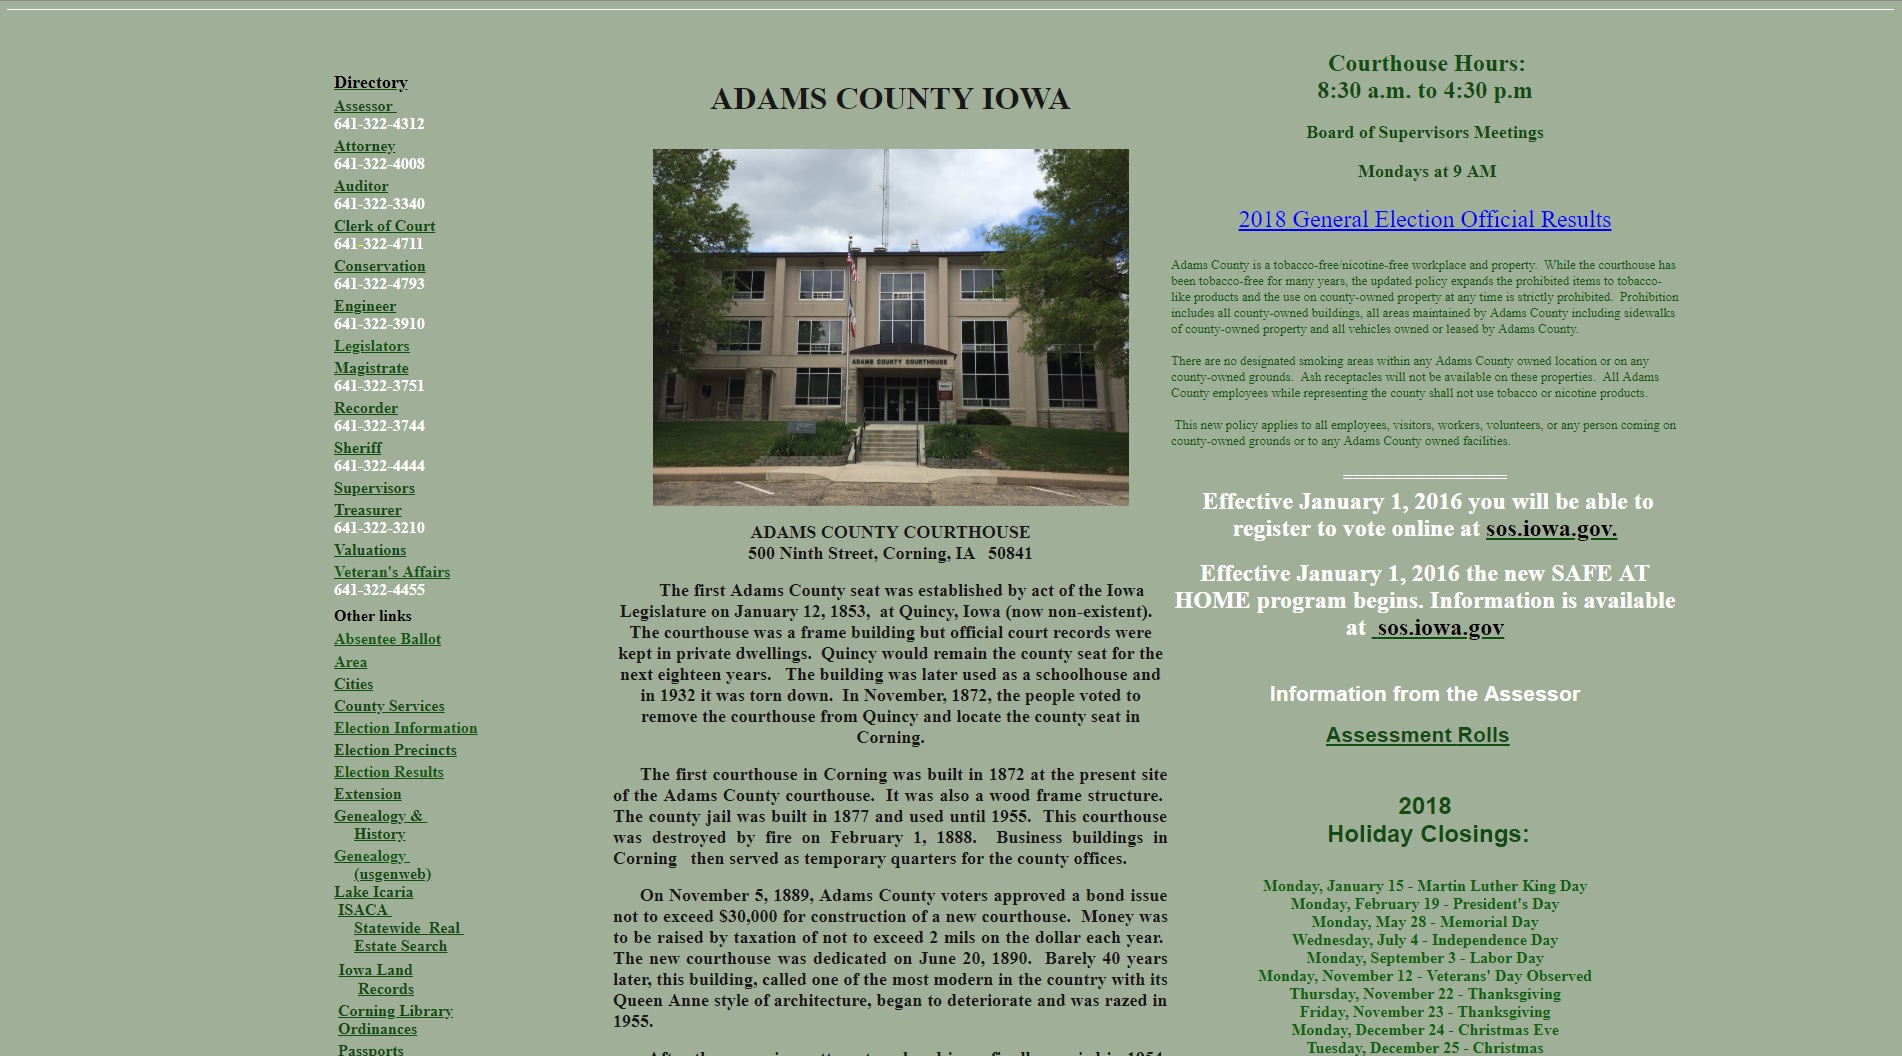 Directory
Assessor
641-322-4312
Attorney
641-322-4008
Auditor
641-322-3340
Clerk of Court
641-322-4711
Conservation
641-322-4793
Engineer
641-322-3910
Legislators
Magistrate
641-322-3751
Recorder
641-322-3744
Sheriff
641-322-4444
Supervisors
Treasurer
641-322-3210
Valuations
Veteran's Affairs
641-322-4455
Other links
Absentee Ballot
Area
Cities
County Services
Election Information
Election Precincts
Election Results
Extension
Genealogy &
History
Genealogy
(usgenweb)
Lake Icaria
ISACA
Statewide Real
Estate Search
Iowa Land
Records
Corning Library
Ordinances
Passports
ADAMS COUNTY IOWA
ADAMS COUNTY COURTHOUSE
ADAMS COUNTY COURTHOUSE
500 Ninth Street, Corning, IA 50841
The first Adams County seat was established by act of the Iowa
Legislature on January 12, 1853, at Quincy, Iowa (now non-existent).
The courthouse was a frame building but official court records were
kept in private dwellings. Quincy would remain the county seat for the
next eighteen years. The building was later used as a schoolhouse and
in 1932 it was torn down. In November, 1872, the people voted to
remove the courthouse from Quincy and locate the county seat in
Corning.
The first courthouse in Corning was built in 1872 at the present site
of the Adams County courthouse. It was also a wood frame structure.
The county jail was built in 1877 and used until 1955. This courthouse
was destroyed by fire on February 1, 1888. Business buildings in
Corning then served as temporary quarters for the county offices.
On November 5, 1889, Adams County voters approved a bond issue
not to exceed $30,000 for construction of a new courthouse. Money was
to be raised by taxation of not to exceed 2 mils on the dollar each year.
The new courthouse was dedicated on June 20, 1890. Barely 40 years
later, this building, called one of the most modern in the country with its
Queen Anne style of architecture, began to deteriorate and was razed in
1955.
Courthouse Hours:
8:30 a.m. to 4:30 p.m
Board of Supervisors Meetings
Mondays at 9 AM
2018 General Election Official Results
Adams County is a tobacco-free/nicotine-free workplace and property. While the courthouse has
been tobacco-free for many years, the updated policy expands the prohibited items to tobacco-
like products and the use on county-owned property at any time is strictly prohibited. Prohibition
includes all county-owned buildings, all areas maintained by Adams County including sidewalks
of county-owned property and all vehicles owned or leased by Adams County.
There are no designated smoking areas within any Adams County owned location or on any
county-owned grounds. Ash receptacles will not be available on these properties. All Adams
County employees while representing the county shall not use tobacco or nicotine products.
This new policy applies to all employees, visitors, workers, volunteers, or any person coming on
county-owned grounds or to any Adams County owned facilities.
Effective January 1, 2016 you will be able to
register to vote online at sos.iowa.gov.
Effective January 1, 2016 the new SAFE AT
HOME program begins. Information is available
at sos.iowa.gov
Information from the Assessor
Assessment Rolls
2018
Holiday Closings:
Monday, January 15 - Martin Luther King Day
Monday, February 19 - President's Day
Monday, May 28 - Memorial Day
Wednesday, July 4 - Independence Day
Monday, September 3 - Labor Day
Monday, November 12 - Veterans' Day Observed
Thursday, November 22 - Thanksgiving
Friday, November 23 - Thanksgiving
Monday, December 24 - Christmas Eve
Tuesday, December 25 - Christmas